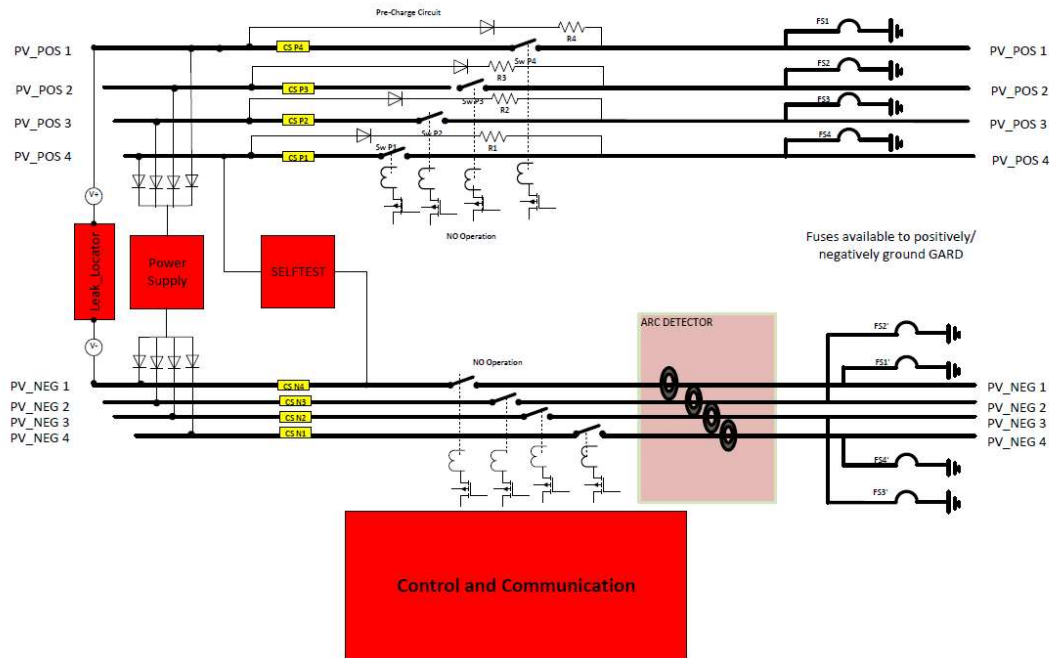 Pre-Charge Circuit
FS1
R4
PV_POS 1
CS P4
Sw P4
PV_POS 1
FS2
R3
PV_POS 2
CS P3
Sw P3
PV_POS 2
FS3
R2
PV_POS 3
CS P2
Sw P2
PV_POS 3
FS4
R1
PV_POS 4
CS P1
Sw P1
PV_POS 4
V+
NO Operation
Fuses available to positively/
negatively ground GARD
Leak_Locator
Power
Supply
SELFTEST
ARC DETECTOR
FS2'
V-
NO Operation
FS1'
PV_NEG 1
CS N4
PV_NEG 1
PV_NEG 2
CS N3
PV_NEG 2
PV_NEG 3
CS N2
PV_NEG 3
PV_NEG 4
CS N1
PV_NEG 4
FS4'
FS3'
Control and Communication